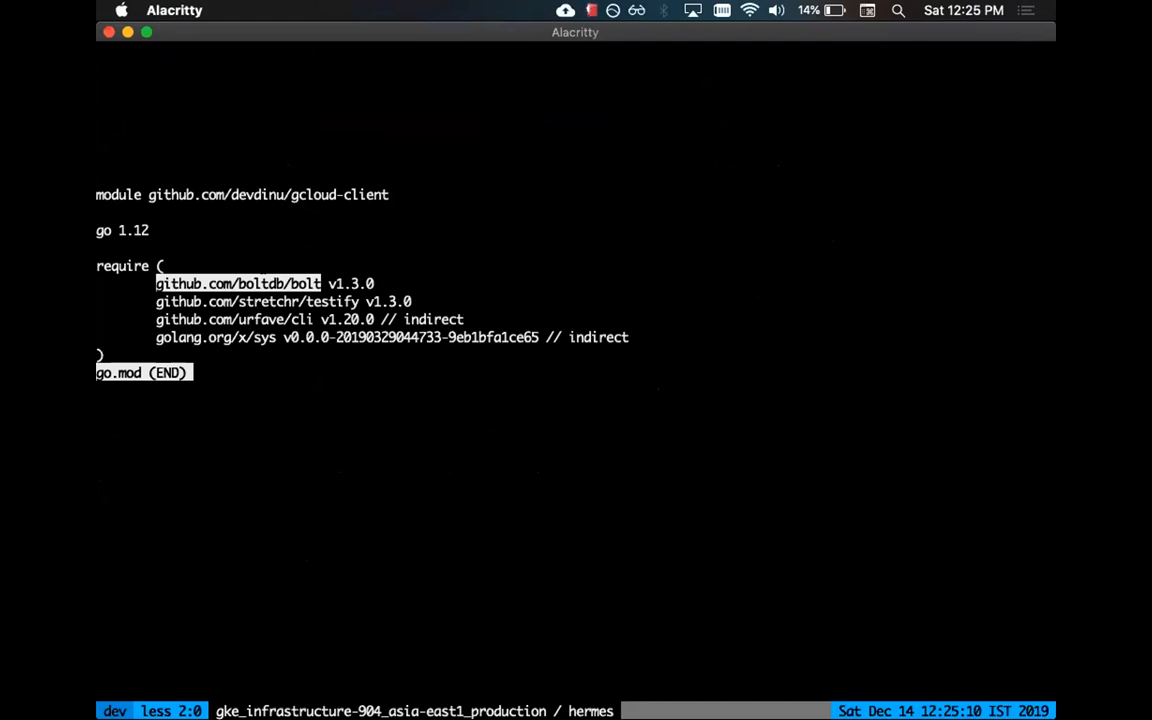 Alacritty
14%
Sat 12:25 PM
Alacritty
module github.com/devdinu/gcloud-client
go 1.12
require (
github.com/boltdb/bolt v1.3.0
github.com/stretchr/testify v1.3.0
github.com/urfave/cli v1.20.0 // indirect
golang.org/x/sys v0.0.0-20190329044733-9eb1bfa1ce65 // indirect
)
go.mod (END)
dev less 2:0 gke_infrastructure-904_asia-east1_production / hermes Sat Dec 14 12:25:10 IST 2019